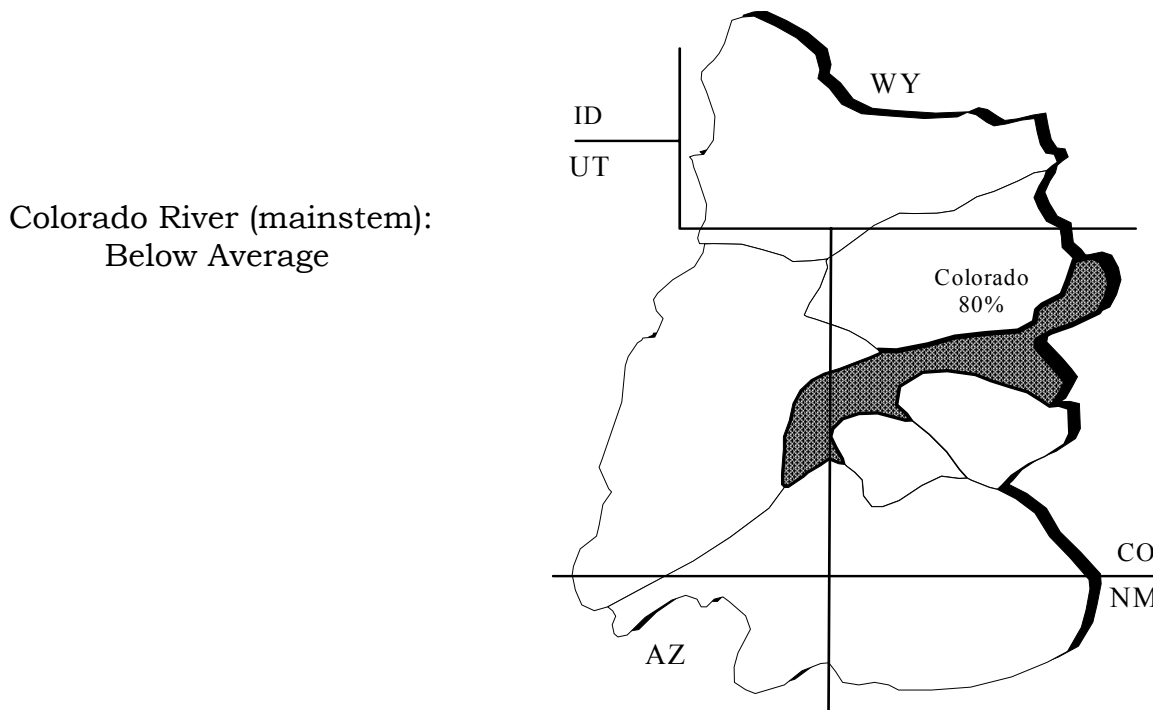 WY
ID
UT
Colorado River (mainstem):
Below Average
Colorado
80%
CO
NM
AZ